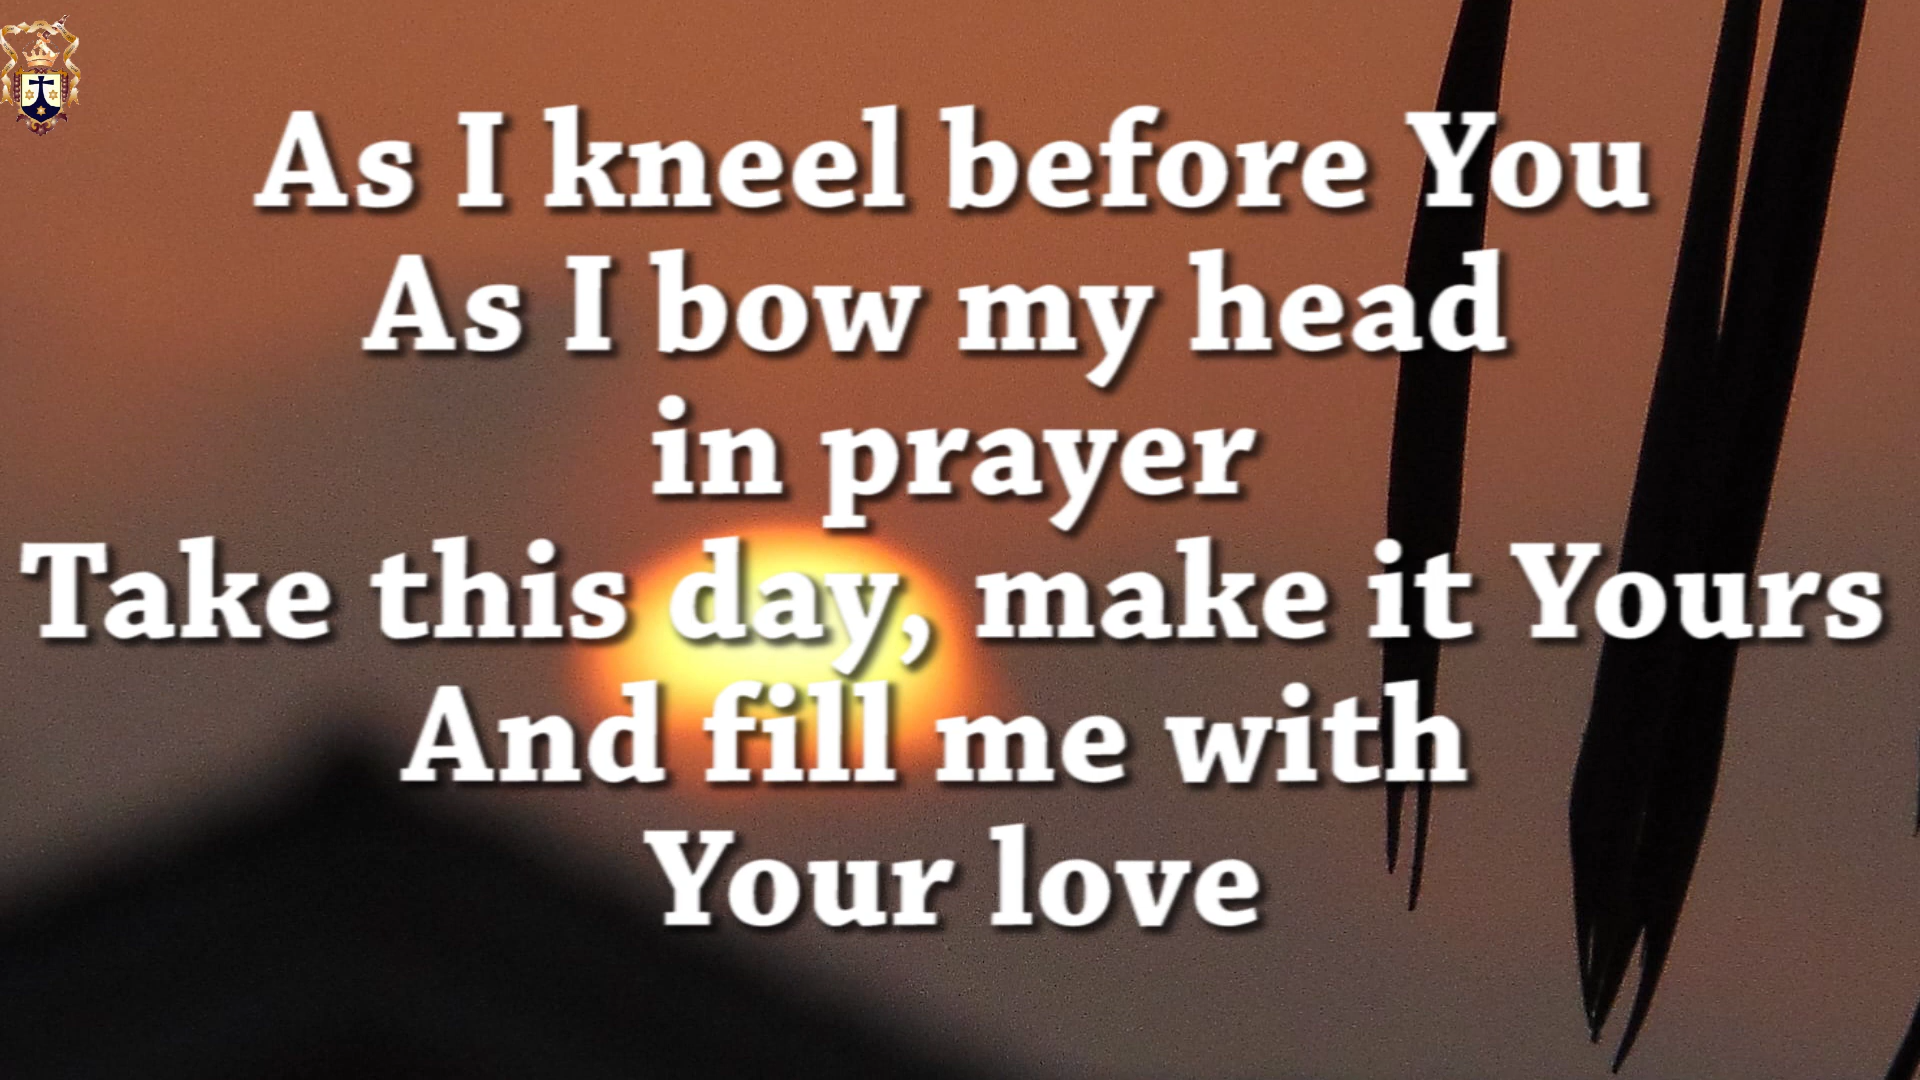 As I kneel before You
As I bow my head
in prayer
Take this day, make it Yours
And fill me with
Your love